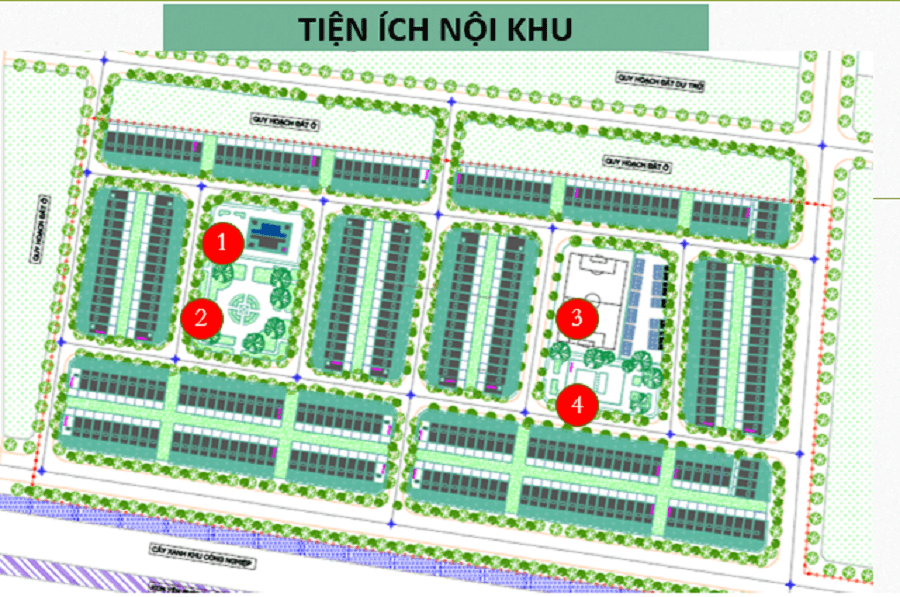 TIỆN ÍCH NỘI KHU
QUY HOẠCH ĐẤT DỰ TRỮ
QUY HOẠCH ĐẤT Ở
QUY HOẠCH ĐẤT Ở
QUY HOẠCH ĐẤT Ở
1
2
3
4
CÂY XANH KHU CÔNG NGHIỆP